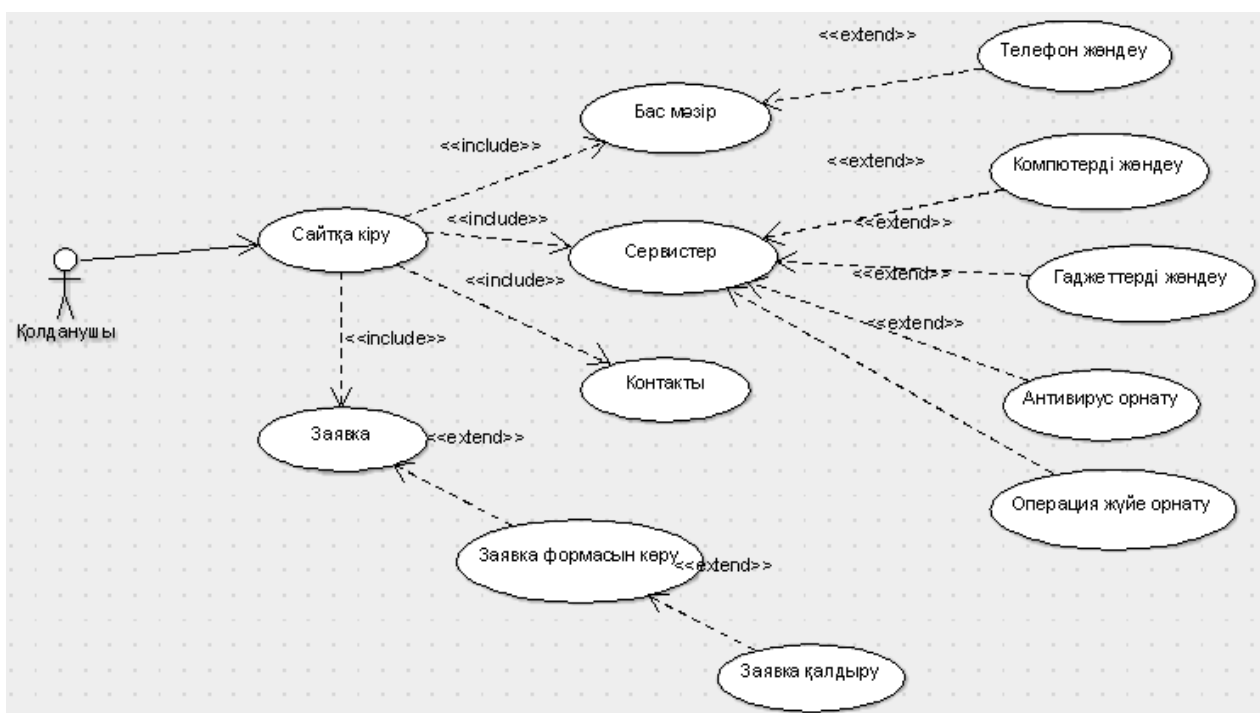 <<extend>>
Телефон жөндеу
Бас мәзір
<<include>>
<<extend>>
Компютерді жөндеу
Сайтқа кіру
<<include>>
<<extend>>
Сервистер
<<include>>
<<extend>>
Гаджеттерді жөндеу
Қолданушы
<<include>>
<<extend>>
Контакты
Антивирус орнату
Заявка
<<extend>>
Операция жүйе орнату
Заявка формасын көру
<<extend>>
Заявка қалдыру